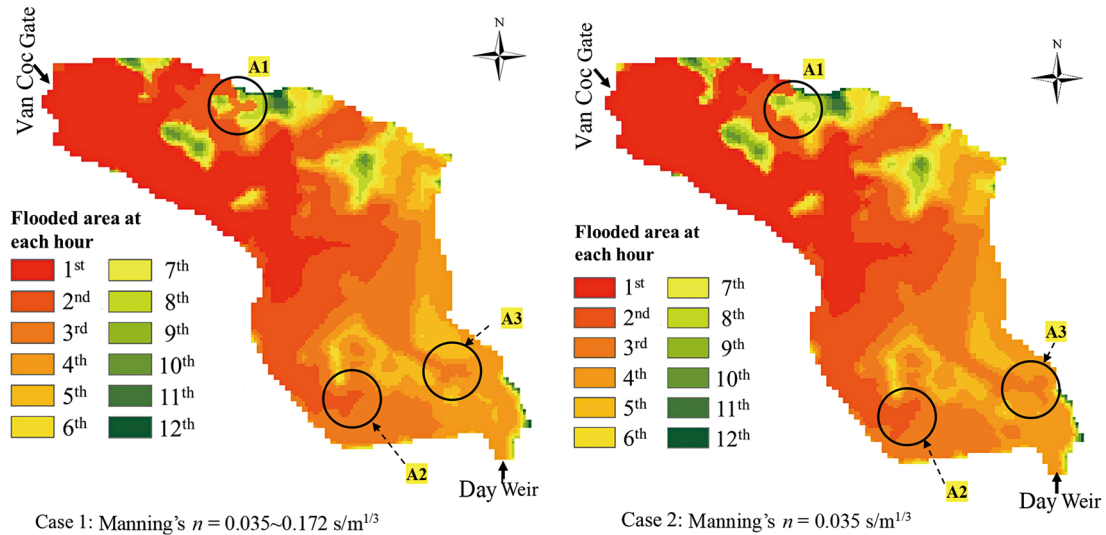 N
Van Coc Gate
A1
Flooded area at
each hour
1st
2nd
3rd
4th
5th
6th
7th
8th
9th
10th
11th
12th
A3
A2
Day Weir
Case 1: Manning's n = 0.035~0.172 s/m1/3
N
Van Coc Gate
A1
Flooded area at
each hour
1st
2nd
3rd
4th
5th
6th
7th
8th
9th
10th
11th
12th
A3
A2
Day Weir
Case 2: Manning's n = 0.035 s/m1/3